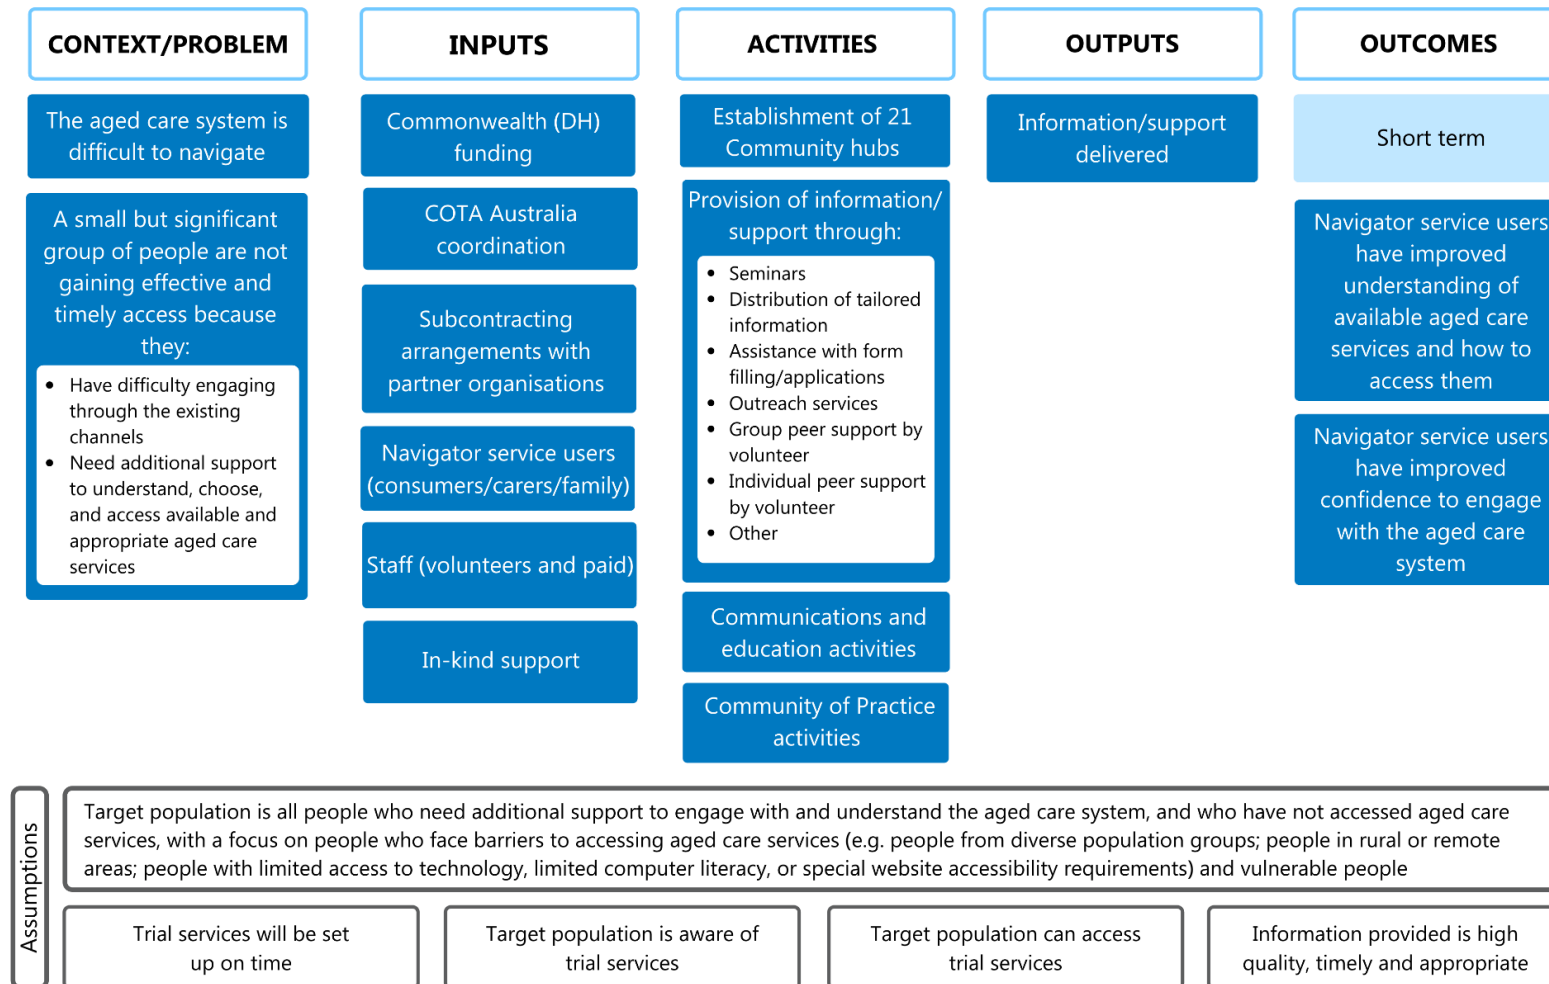 CONTEXT/PROBLEM
The aged care system is
difficult to navigate
A small but significant
group of people are not
gaining effective and
timely access because
they:
• Have difficulty engaging
through the existing
channels
• Need additional support
to understand, choose,
and access available and
appropriate aged care
services
INPUTS
Commonwealth (DH)
funding
COTA Australia
coordination
Subcontracting
arrangements with
partner organisations
Navigator service users
(consumers/carers/family)
Staff (volunteers and paid)
In-kind support
ACTIVITIES
Establishment of 21
Community hubs
Provision of information/
support through:
• Seminars
• Distribution of tailored
information
• Assistance with form
filling/applications
• Outreach services
• Group peer support by
volunteer
• Individual peer support
by volunteer
• Other
Communications and
education activities
Community of Practice
activities
OUTPUTS
Information/support
delivered
OUTCOMES
Short term
Navigator service users
have improved
understanding of
available aged care
services and how to
access them
Navigator service users
have improved
confidence to engage
with the aged care
system
Assumptions
Target population is all people who need additional support to engage with and understand the aged care system, and who have not accessed aged care
services, with a focus on people who face barriers to accessing aged care services (e.g. people from diverse population groups; people in rural or remote
areas; people with limited access to technology, limited computer literacy, or special website accessibility requirements) and vulnerable people
Trial services will be set
up on time
Target population is aware of
trial services
Target population can access
trial services
Information provided is high
quality, timely and appropriate